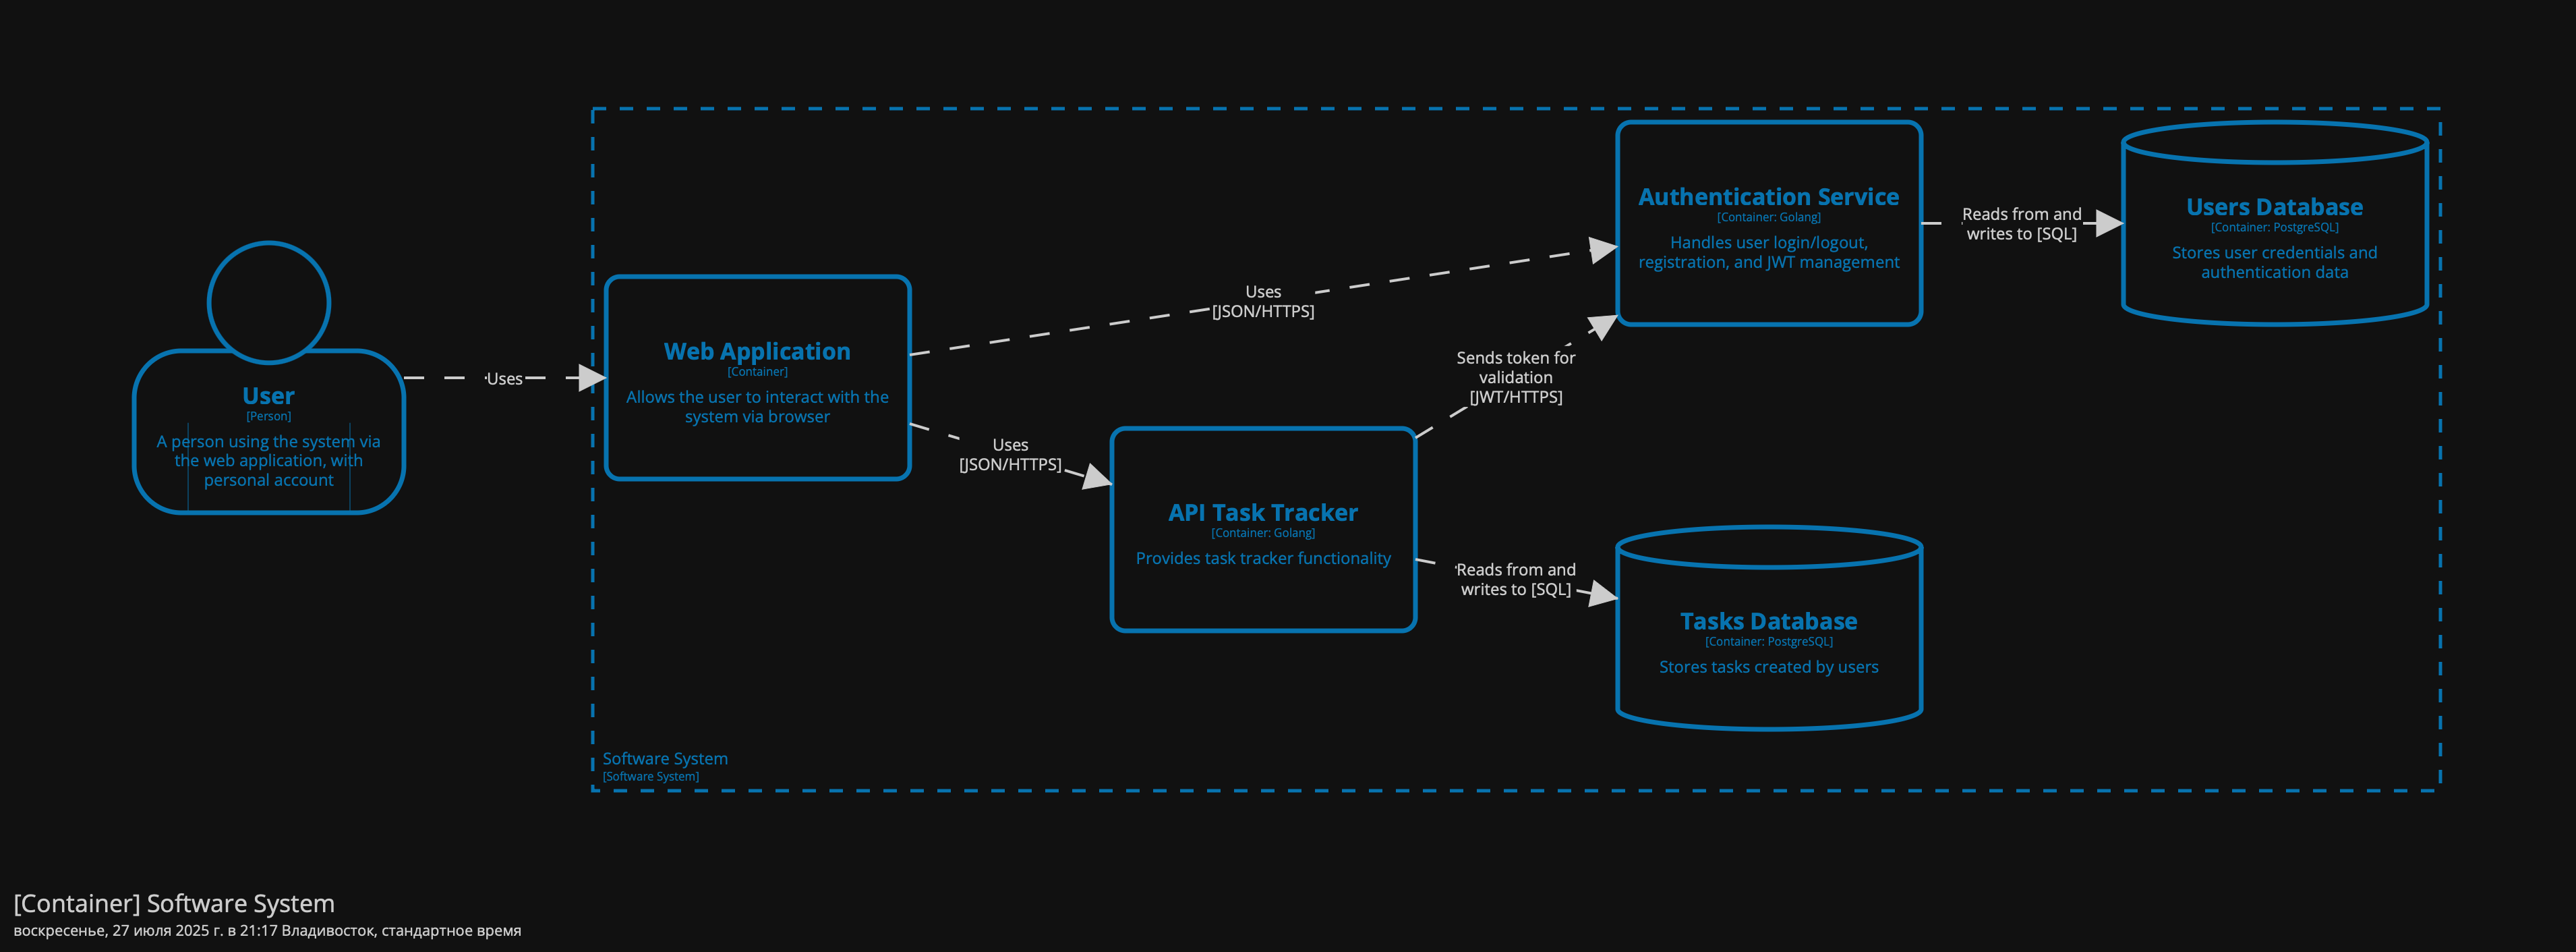 User
[Person]
A person using the system via
the web application, with
personal account
Uses
Web Application
[Container]
Allows the user to interact with the
system via browser
Uses
[JSON/HTTPS]
Uses
[JSON/HTTPS]
API Task Tracker
[Container: Golang]
Provides task tracker functionality
Sends token for
validation
[JWT/HTTPS]
Reads from and
writes to [SQL]
Authentication Service
[Container: Golang]
Handles user login/logout,
registration, and JWT management
Reads from and
writes to [SQL]
Users Database
[Container: PostgreSQL]
Stores user credentials and
authentication data
Tasks Database
[Container: PostgreSQL]
Stores tasks created by users
Software System
[Software System]
[Container] Software System
воскресенье, 27 июля 2025 г. в 21:17 Владивосток, стандартное время